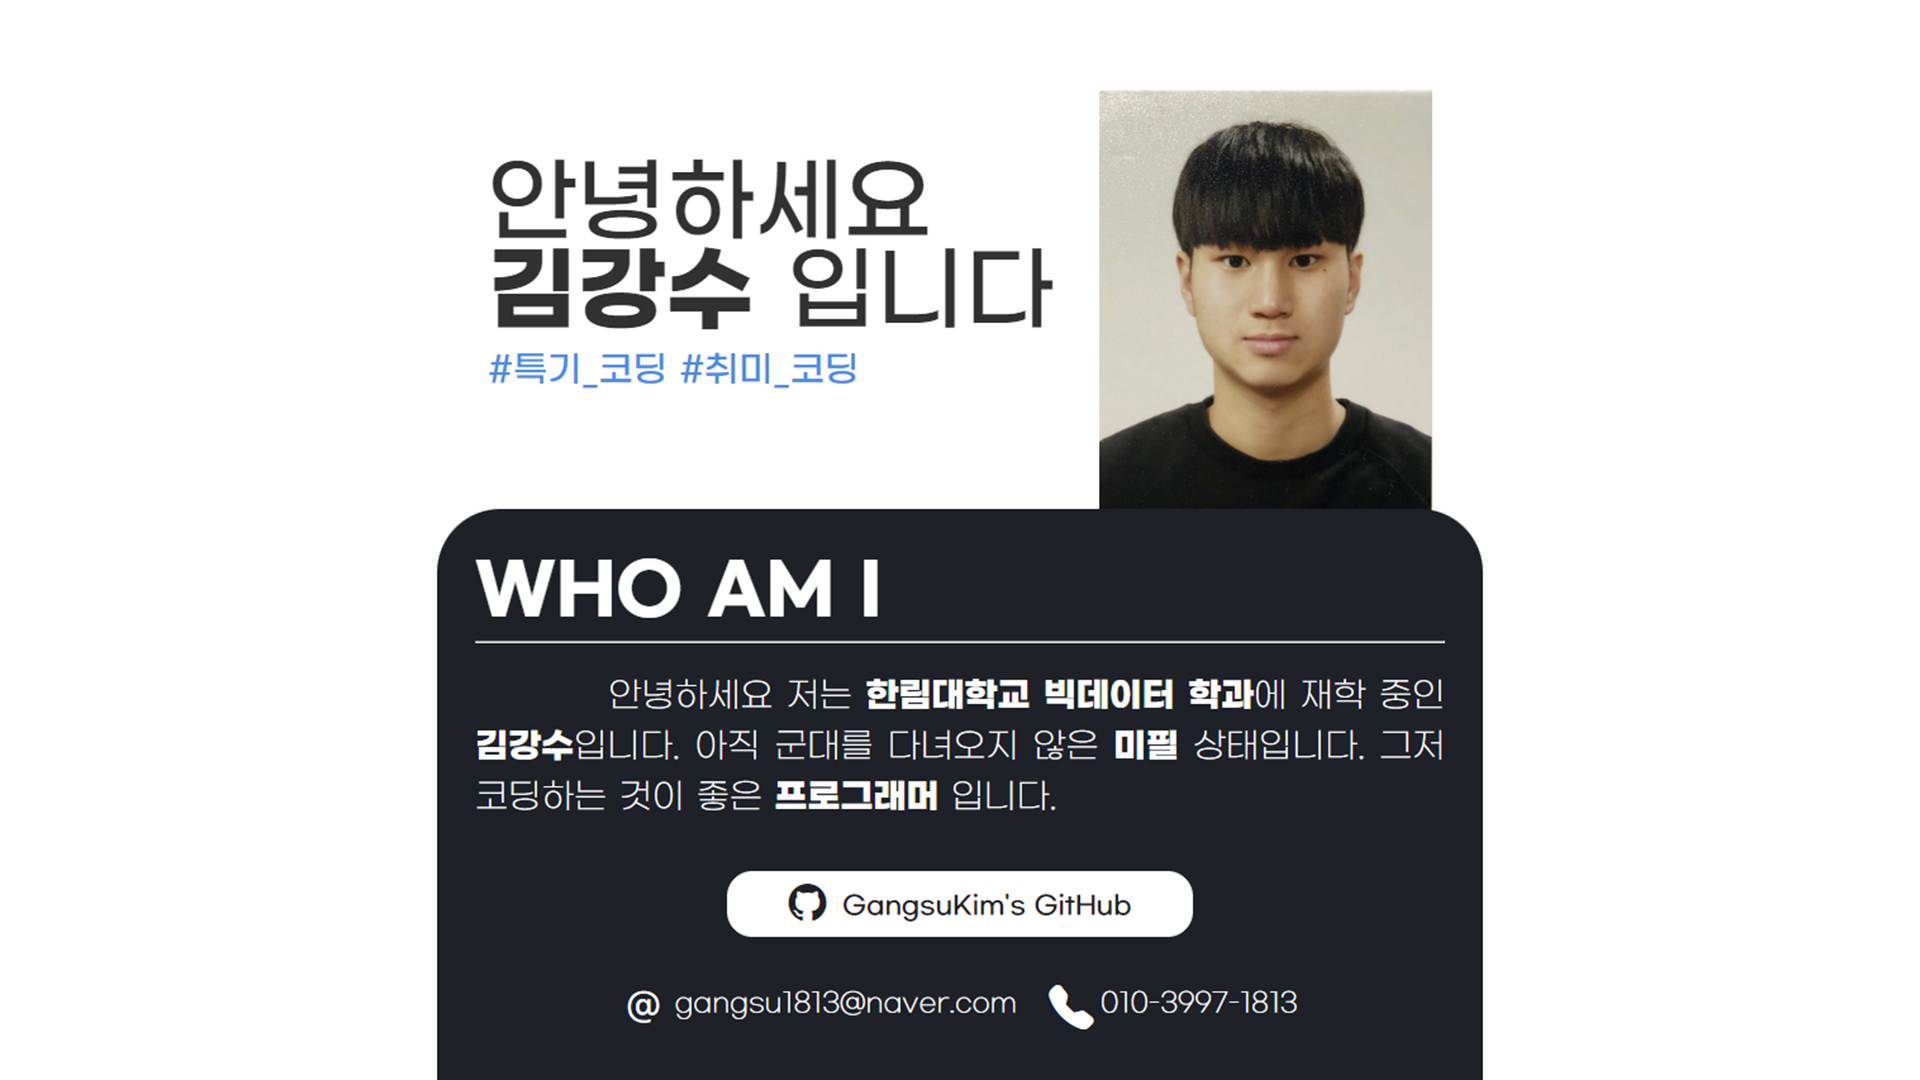 안녕하세요
김강수 입니다
#특기_코딩 #취미_코딩
WHO AM I
안녕하세요 저는 한림대학교 빅데이터 학과에 재학 중인
김강수입니다. 아직 군대를 다녀오지 않은 미필 상태입니다. 그저
코딩하는 것이 좋은 프로그래머 입니다.
GangsuKim's GitHub
@ gangsu1813@naver.com 010-3997-1813